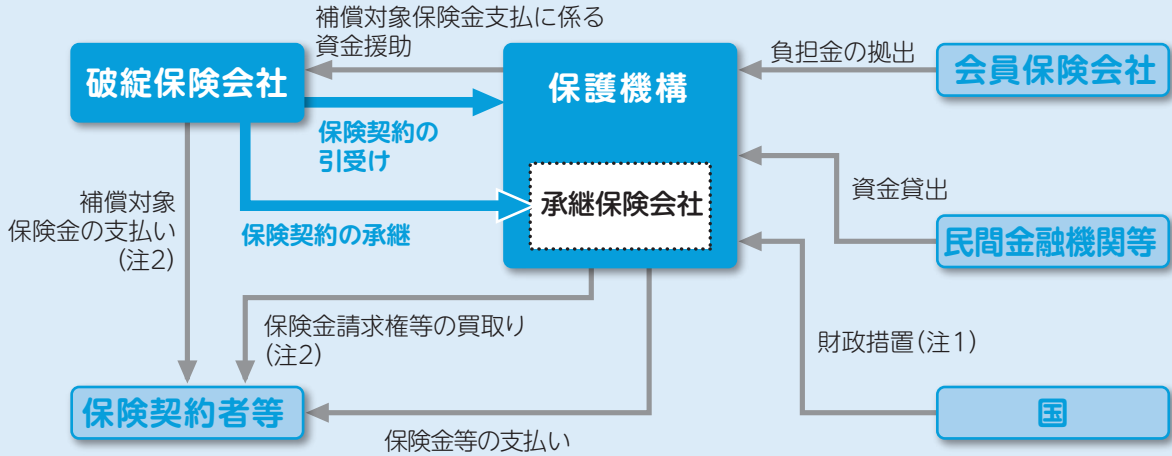 補償対象保険金支払に係る
資金援助
負担金の拠出
破綻保険会社
保護機構
会員保険会社
保険契約の
引受け
承継保険会社
資金貸出
補償対象
保険金の支払い
(注2)
保険契約の承継
民間金融機関等
保険金請求権等の買取り
(注2)
財政措置(注1)
保険契約者等
国
保険金等の支払い